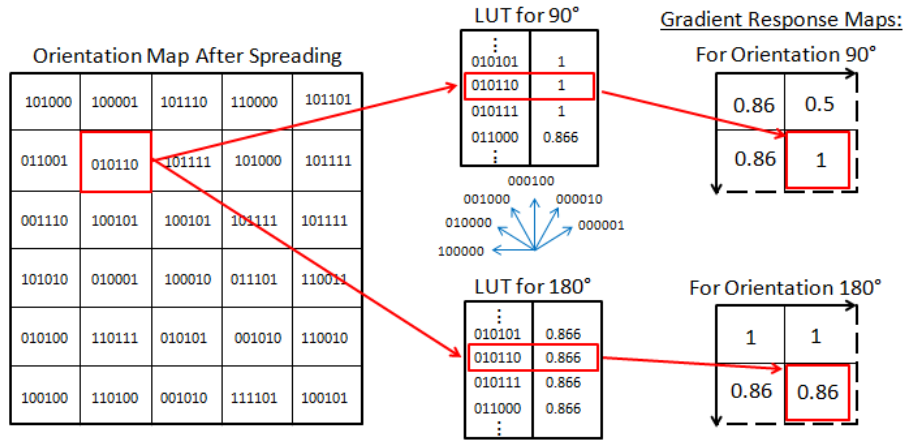 Orientation Map After Spreading
101000 100001 101110 110000 101101
011001 010110 101111 101000 101111
001110 100101 100101 101111 101111
101010 010001 100010 011101 110011
010100 110111 010101 001010 110010
100100 110100 001010 111101 100101
LUT for 90°
⋮
010101 1
010110 1
010111 1
011000 0.866
⋮
000100
001000 000010
010000 000001
100000
LUT for 180°
⋮
010101 0.866
010110 0.866
010111 0.866
011000 0.866
⋮
Gradient Response Maps:
For Orientation 90°
0.86 0.5
0.86 1
For Orientation 180°
1 1
0.86 0.86